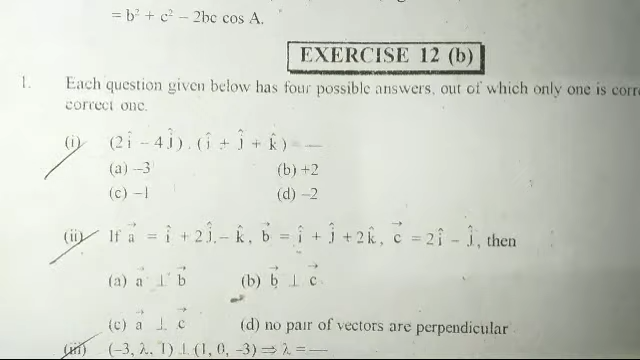 = b² + c² – 2bc cos A.
EXERCISE 12 (b)
1. Each question given below has four possible answers, out of which only one is corre
correct one.
(i) (2î – 4ĵ) . (î + ĵ + k̂) = —
(a) –3 (b) +2
(c) –1 (d) –2
(ii) If a⃗ = î + 2ĵ – k̂, b⃗ = î + ĵ + 2k̂, c⃗ = 2î – ĵ, then
(a) a⃗ ⊥ b⃗ (b) b⃗ ⊥ c⃗
(c) a⃗ ⊥ c⃗ (d) no pair of vectors are perpendicular
(iii) (–3, λ, 1) ⊥ (1, 0, –3) ⇒ λ = —